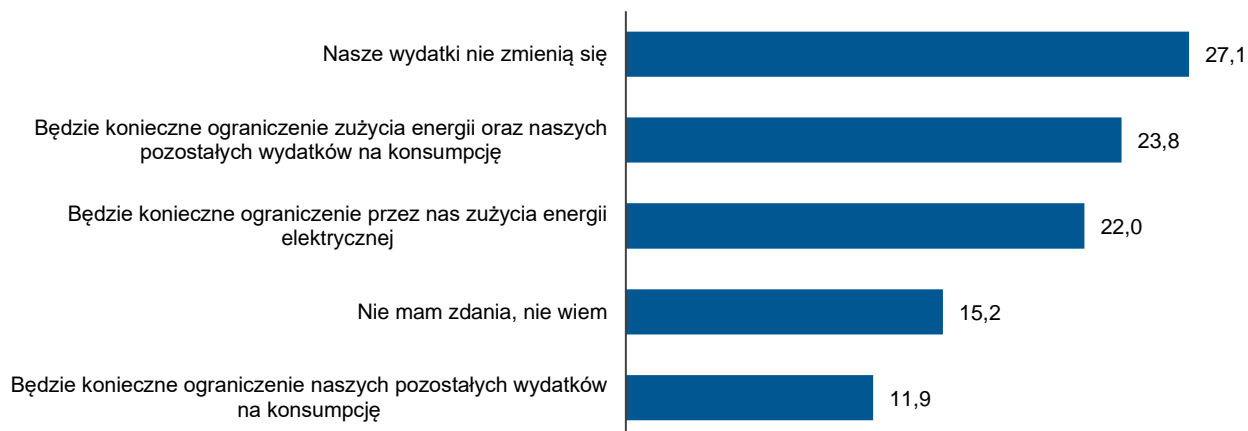 Nasze wydatki nie zmienią się
27,1
Będzie konieczne ograniczenie zużycia energii oraz naszych
pozostałych wydatków na konsumpcję
23,8
Będzie konieczne ograniczenie przez nas zużycia energii
elektrycznej
22,0
Nie mam zdania, nie wiem
15,2
Będzie konieczne ograniczenie naszych pozostałych wydatków
na konsumpcję
11,9